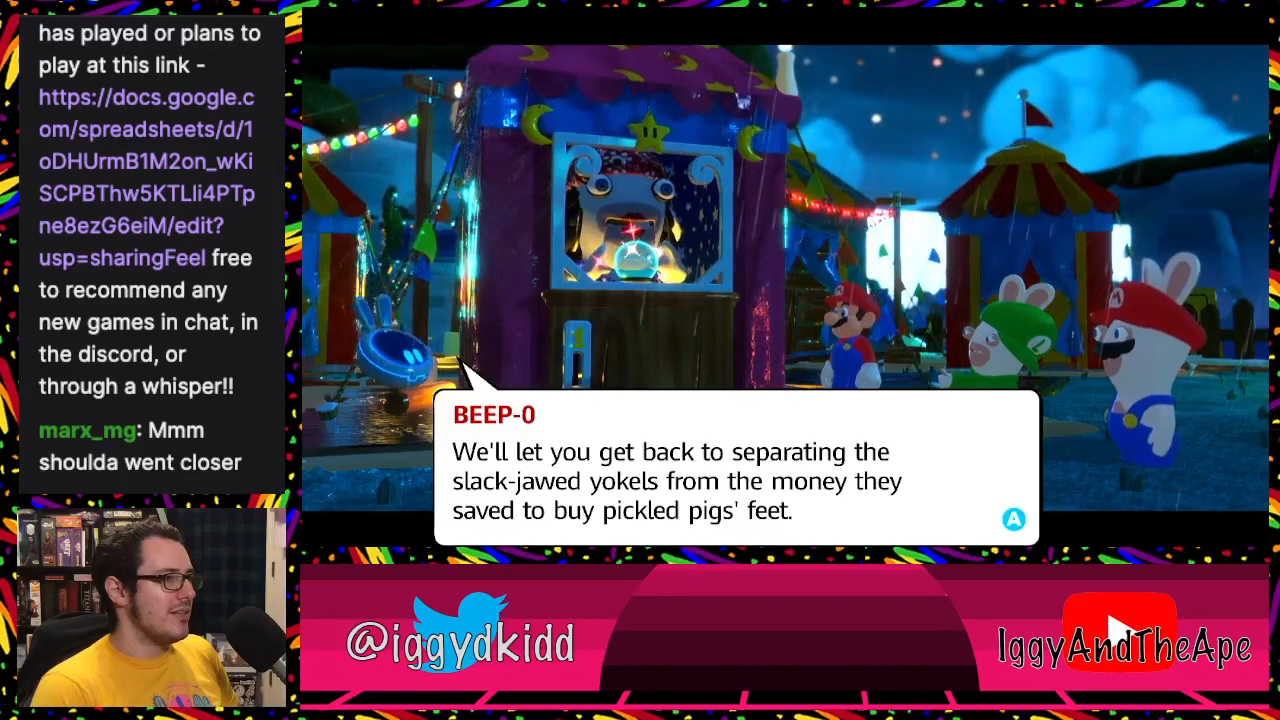 has played or plans to
play at this link -
https://docs.google.c
om/spreadsheets/d/1
oDHUrmB1M2on_wKi
SCPBThw5KTLli4PTp
ne8ezG6eiM/edit?
usp=sharingFeel free
to recommend any
new games in chat, in
the discord, or
through a whisper!!
marx_mg: Mmm
shoulda went closer
1
M
BEEP-0
We'll let you get back to separating the
slack-jawed yokels from the money they
saved to buy pickled pigs' feet.
A
@iggydkidd
IggyAndTheApe